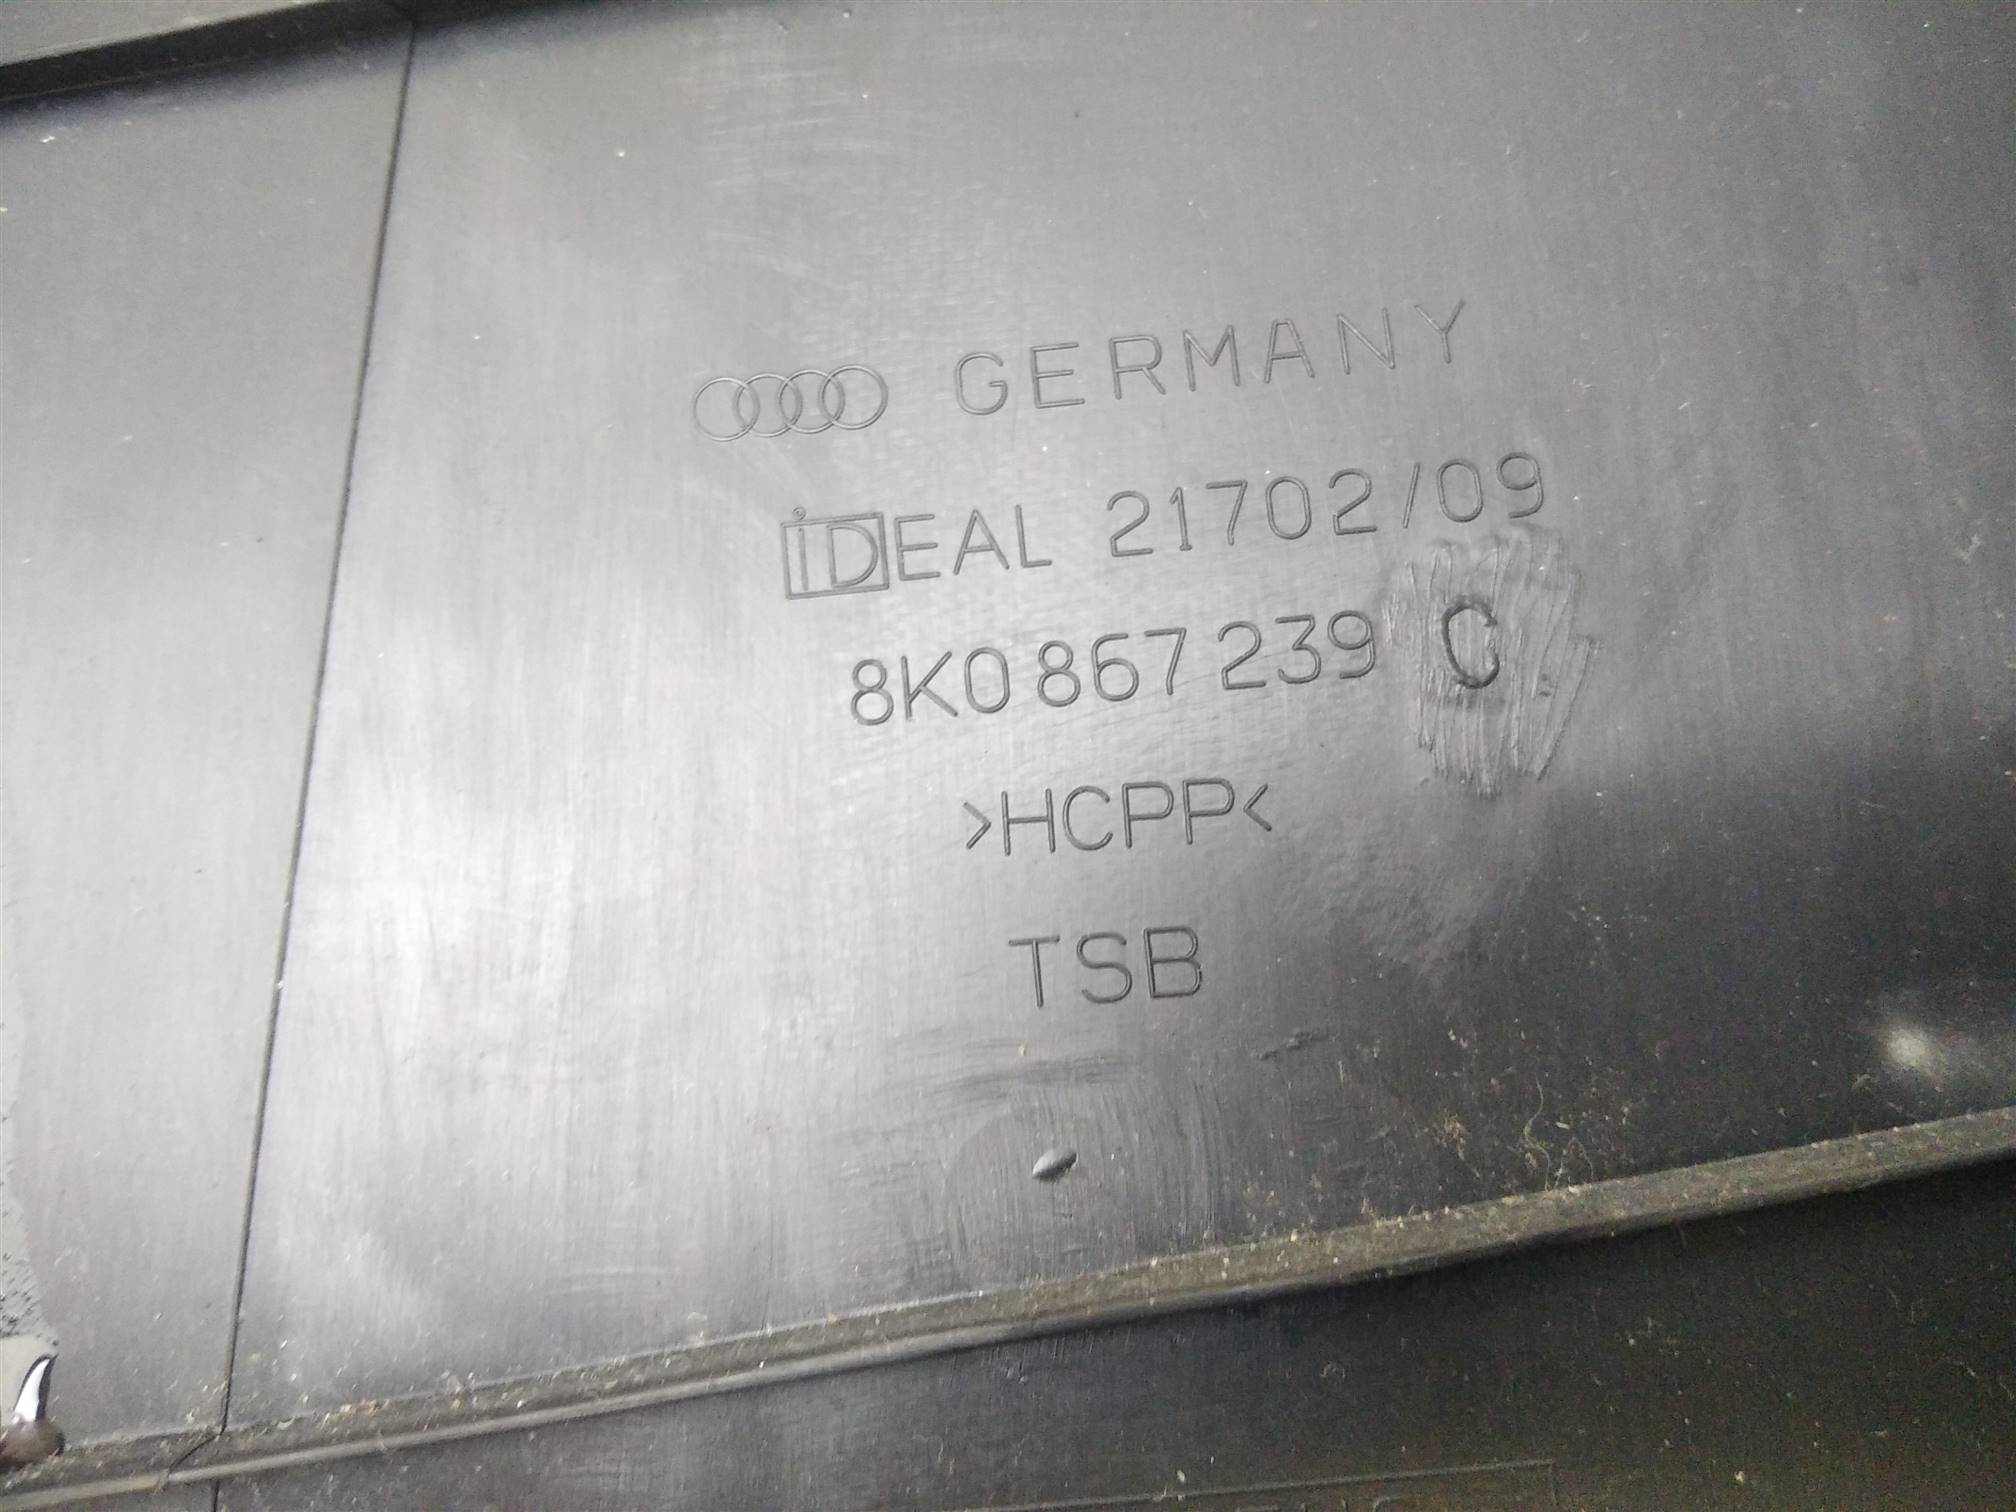 GERMANY
iDEAL 21702/09
8K0 867 239 C
>HCPP<
TSB